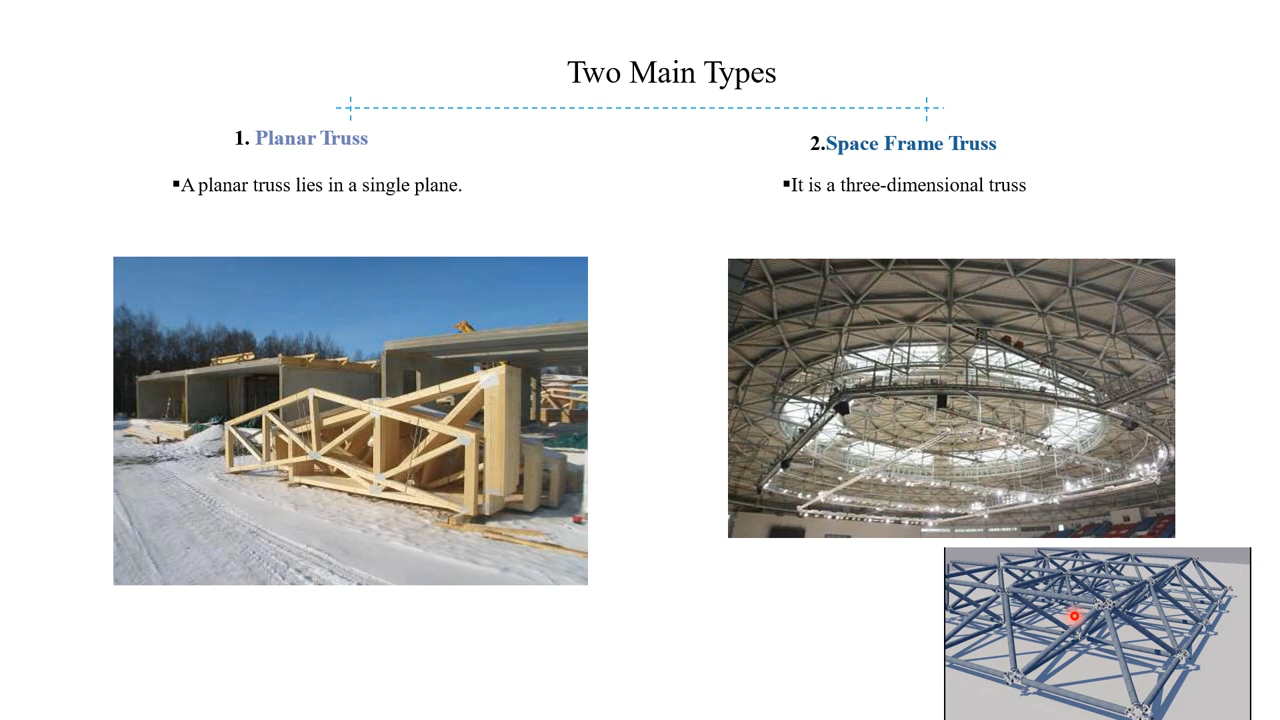 Two Main Types
1. Planar Truss
▪A planar truss lies in a single plane.
2.Space Frame Truss
▪It is a three-dimensional truss